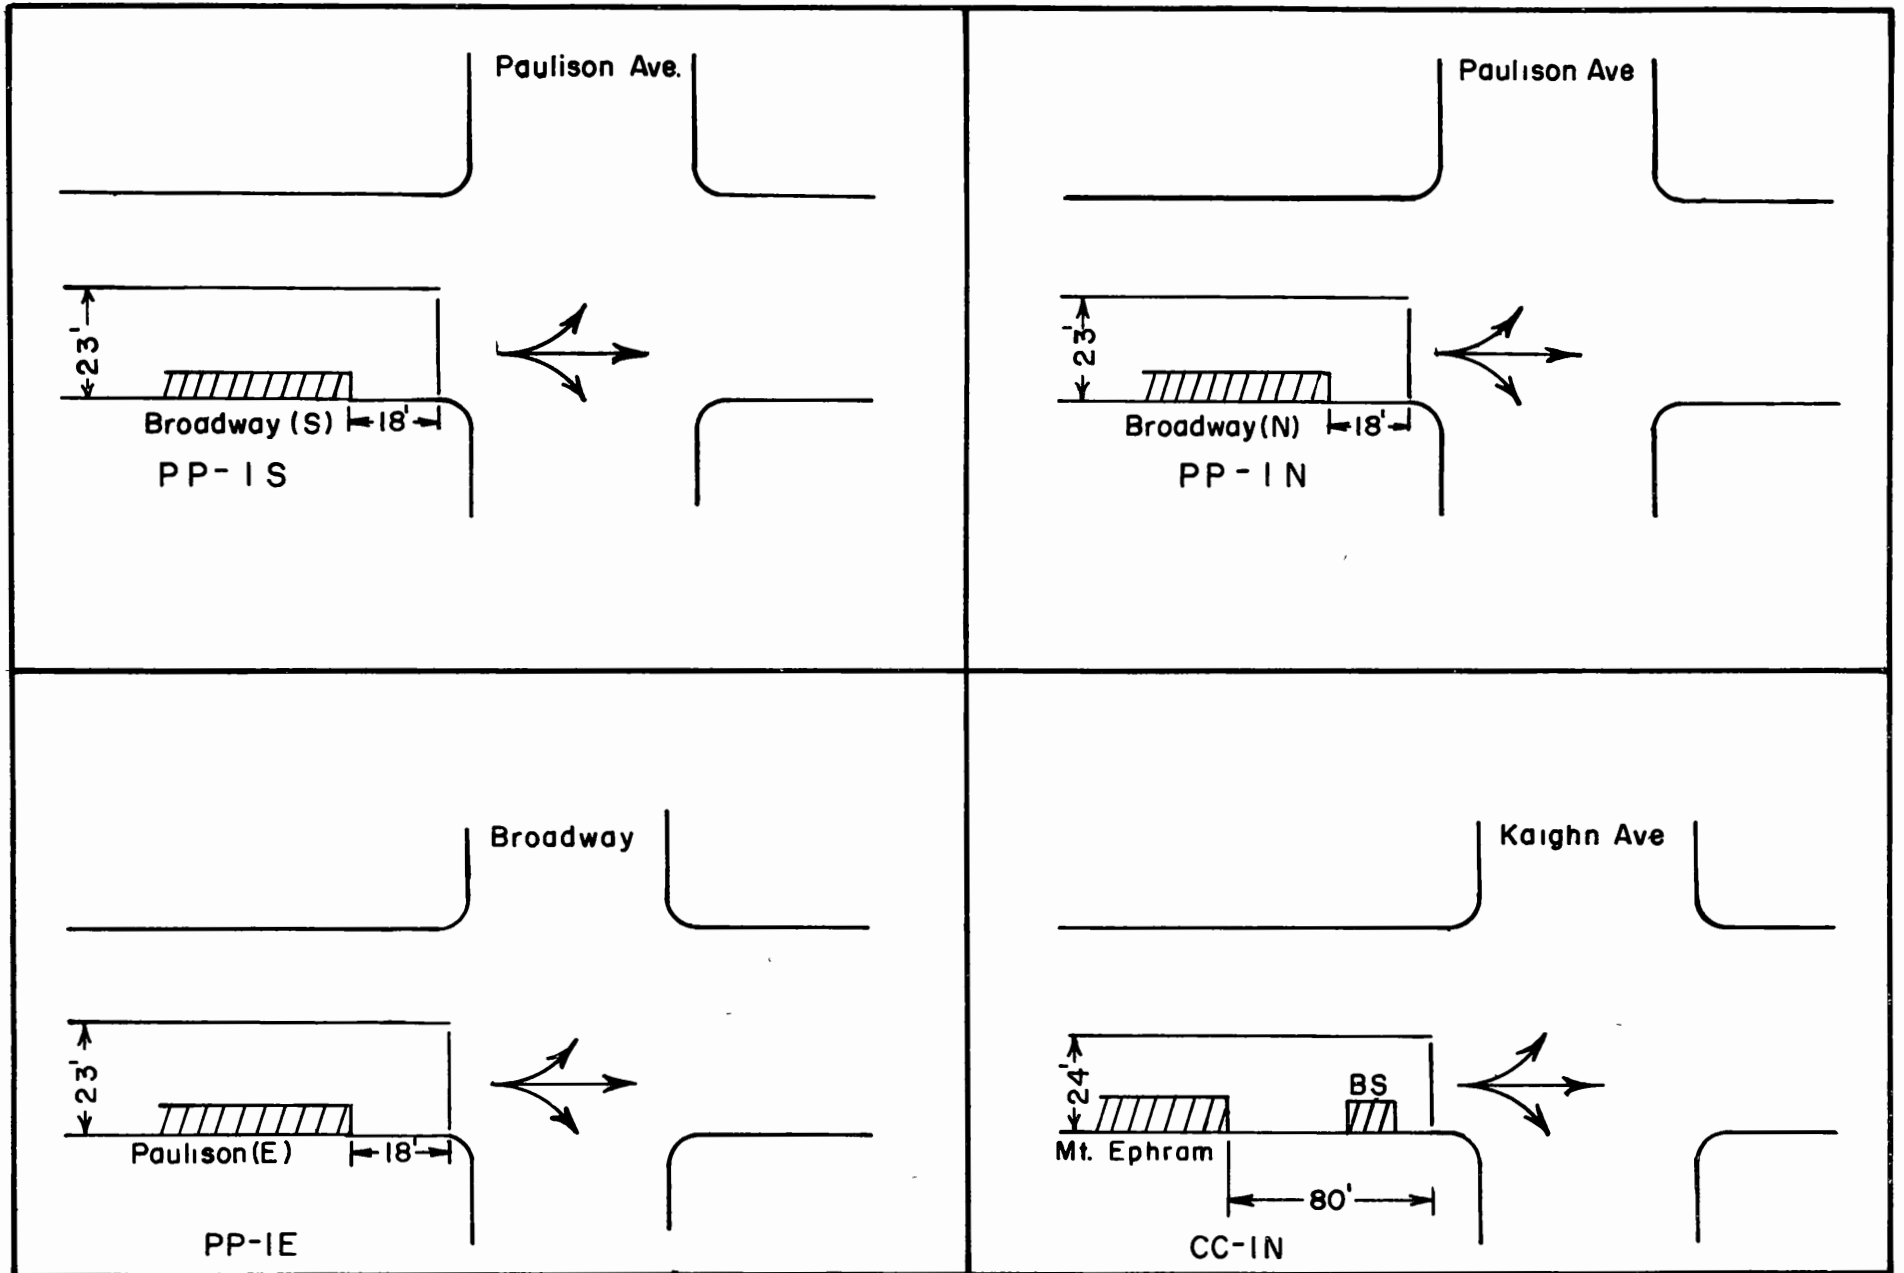 Paulison Ave.
23'
Broadway (S)
18'
PP-1S
Paulison Ave
23'
Broadway (N)
18'
PP-1N
Broadway
23'
Paulison (E)
18'
PP-1E
Kaighn Ave
24'
BS
Mt. Ephram
80'
CC-1N